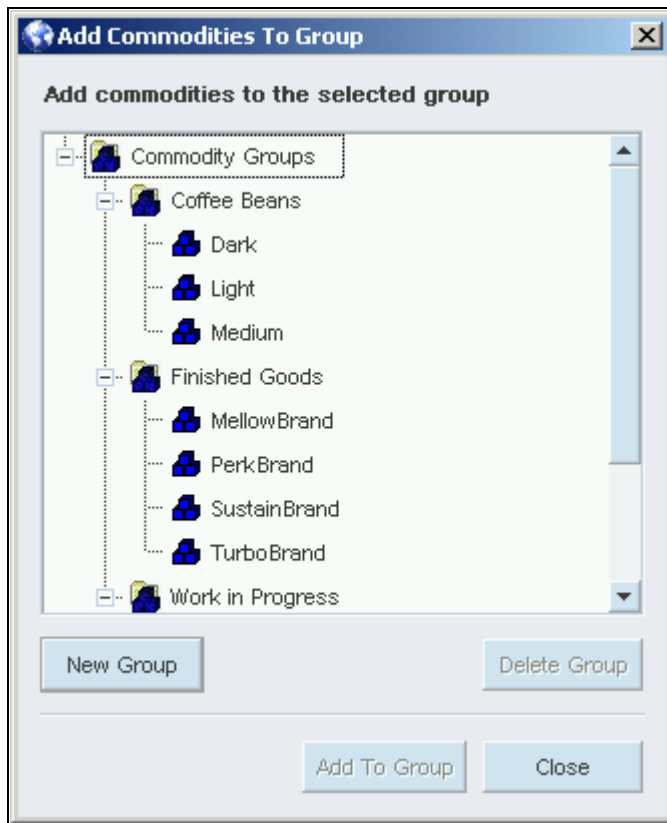 Add Commodities To Group
Add commodities to the selected group
Commodity Groups
Coffee Beans
Dark
Light
Medium
Finished Goods
MellowBrand
PerkBrand
SustainBrand
TurboBrand
Work in Progress
New Group
Delete Group
Add To Group
Close